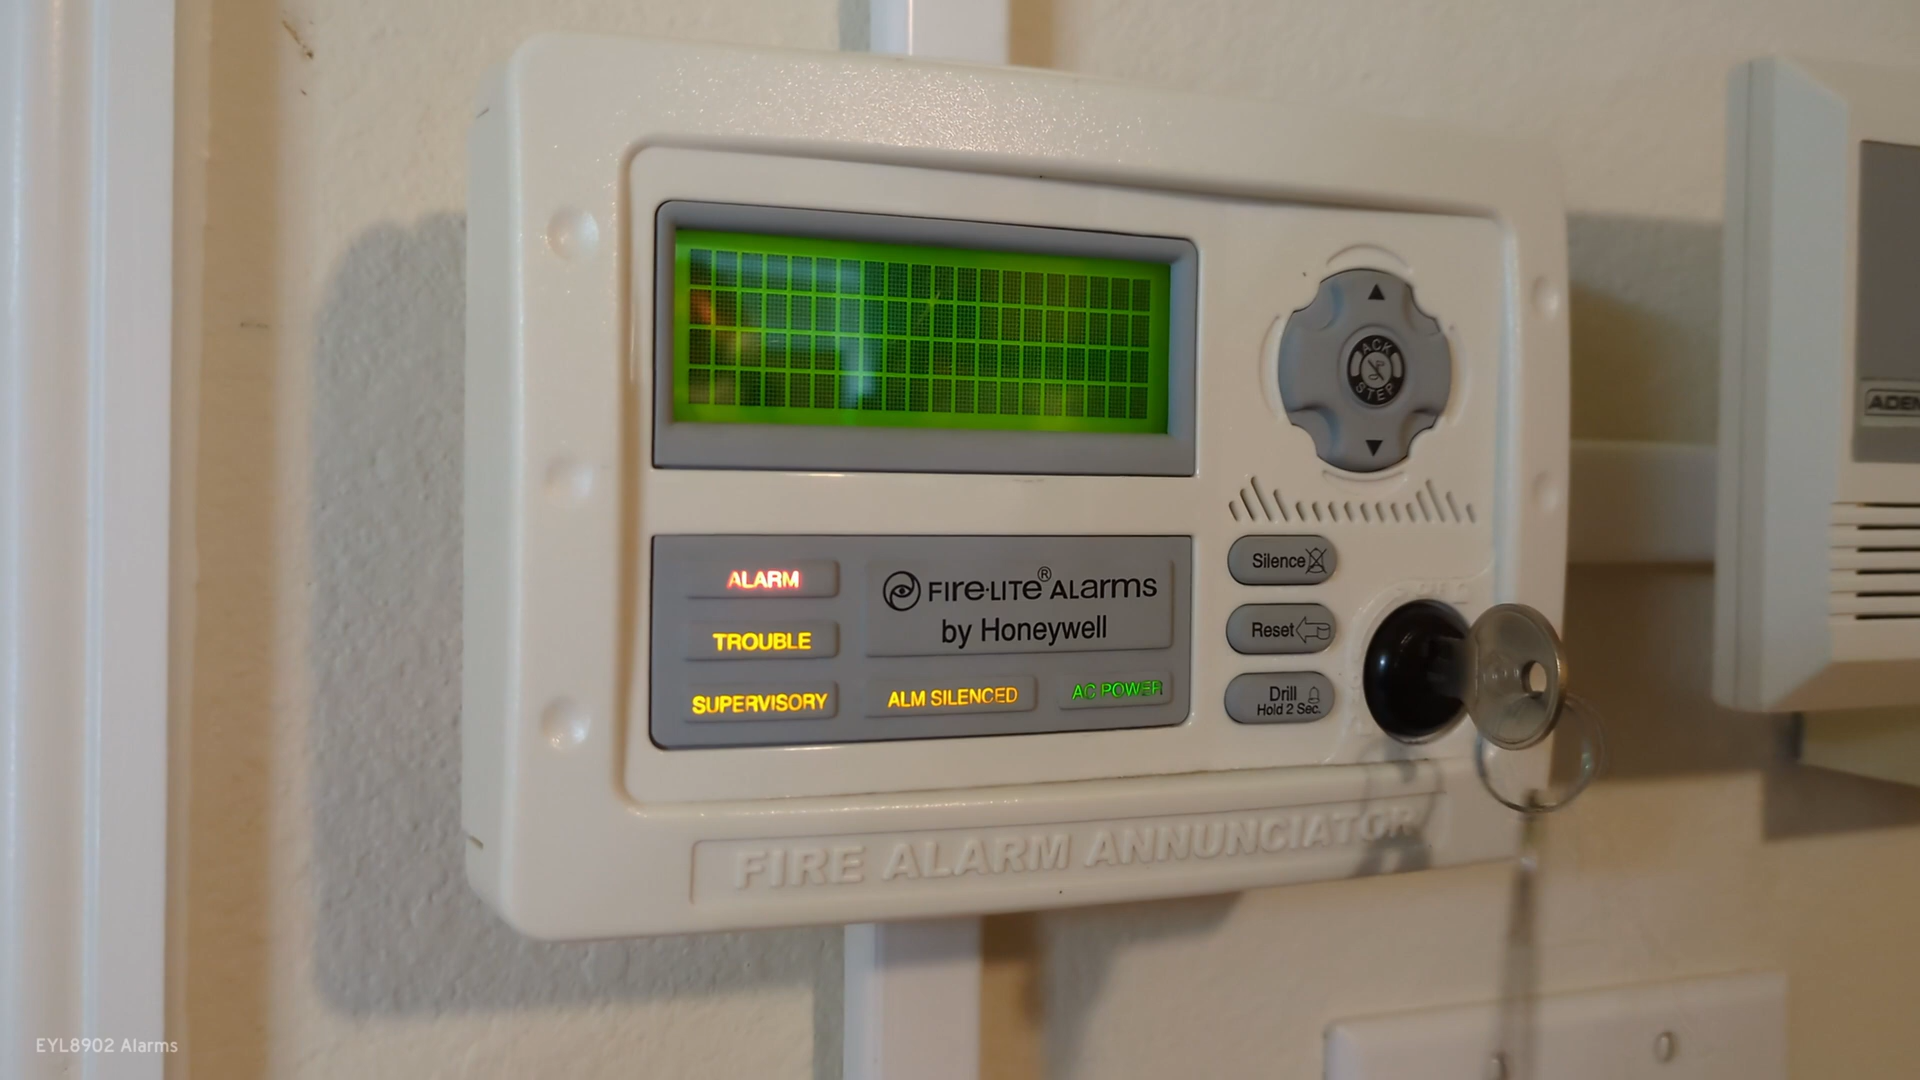 ACK
STEP
ALARM
TROUBLE
SUPERVISORY
FIRE·LITE® ALARMS
by Honeywell
ALM SILENCED
AC POWER
Silence
Reset
Drill
Hold 2 Sec.
FIRE ALARM ANNUNCIATOR
EYL8902 Alarms